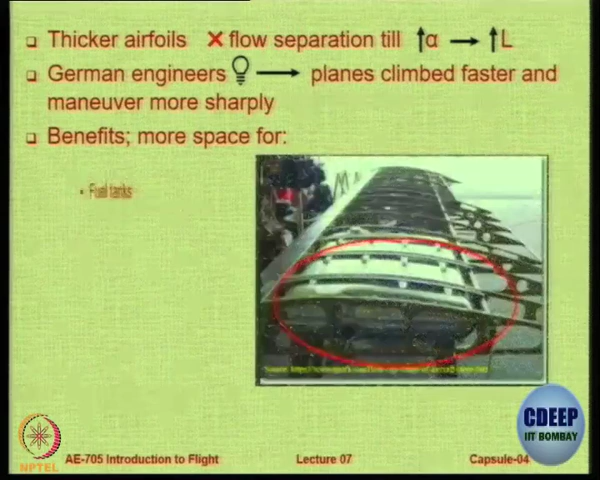 Thicker airfoils ✗ flow separation till ↑α → ↑L
German engineers → planes climbed faster and
maneuver more sharply
Benefits; more space for:
• Fuel tanks
CDEEP
IIT BOMBAY
NPTEL
AE-705 Introduction to Flight Lecture 07 Capsule-04